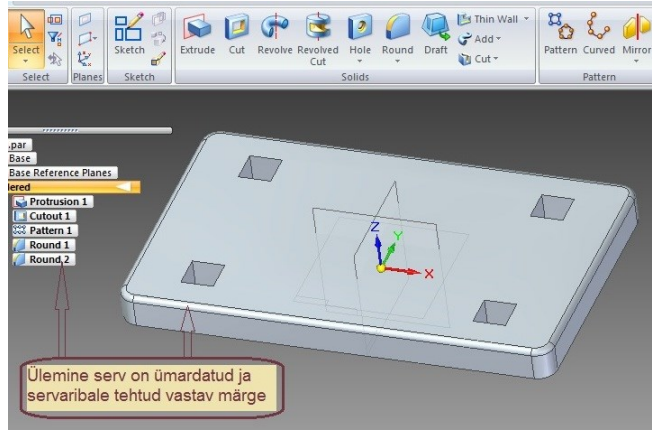 Select
Sketch
Extrude
Cut
Revolve
Revolved
Cut
Hole
Round
Draft
Thin Wall
Add
Cut
Pattern
Curved
Mirror
Select
Planes
Sketch
Solids
Pattern
.par
Base
Base Reference Planes
dered
Protrusion 1
Cutout 1
Pattern 1
Round 1
Round 2
Z
Y
X
Ülemine serv on ümardatud ja
servaribale tehtud vastav märge